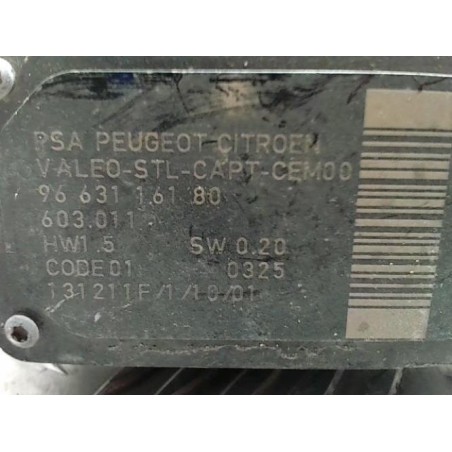 PSA PEUGEOT-CITROEN
VALEO-STL-CAPT-CEM00
96 631 161 80
603.011
HW1.5 SW 0.20
CODE01 0325
131211F/1/10/01